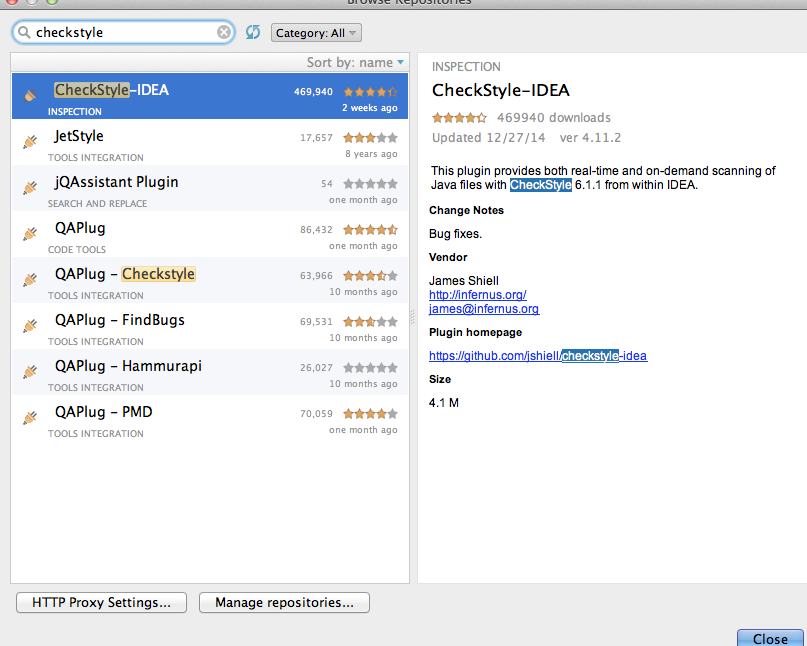 Browse Repositories
checkstyle
Category: All
Sort by: name
CheckStyle-IDEA 469,940
INSPECTION 2 weeks ago
JetStyle 17,657
TOOLS INTEGRATION 8 years ago
jQAssistant Plugin 54
SEARCH AND REPLACE one month ago
QAPlug 86,432
CODE TOOLS one month ago
QAPlug - Checkstyle 63,966
TOOLS INTEGRATION 10 months ago
QAPlug - FindBugs 69,531
TOOLS INTEGRATION 10 months ago
QAPlug - Hammurapi 26,027
TOOLS INTEGRATION 10 months ago
QAPlug - PMD 70,059
TOOLS INTEGRATION one month ago
HTTP Proxy Settings...
Manage repositories...
INSPECTION
CheckStyle-IDEA
469940 downloads
Updated 12/27/14 ver 4.11.2
This plugin provides both real-time and on-demand scanning of
Java files with CheckStyle 6.1.1 from within IDEA.
Change Notes
Bug fixes.
Vendor
James Shiell
http://infernus.org/
james@infernus.org
Plugin homepage
https://github.com/jshiell/checkstyle-idea
Size
4.1 M
Close